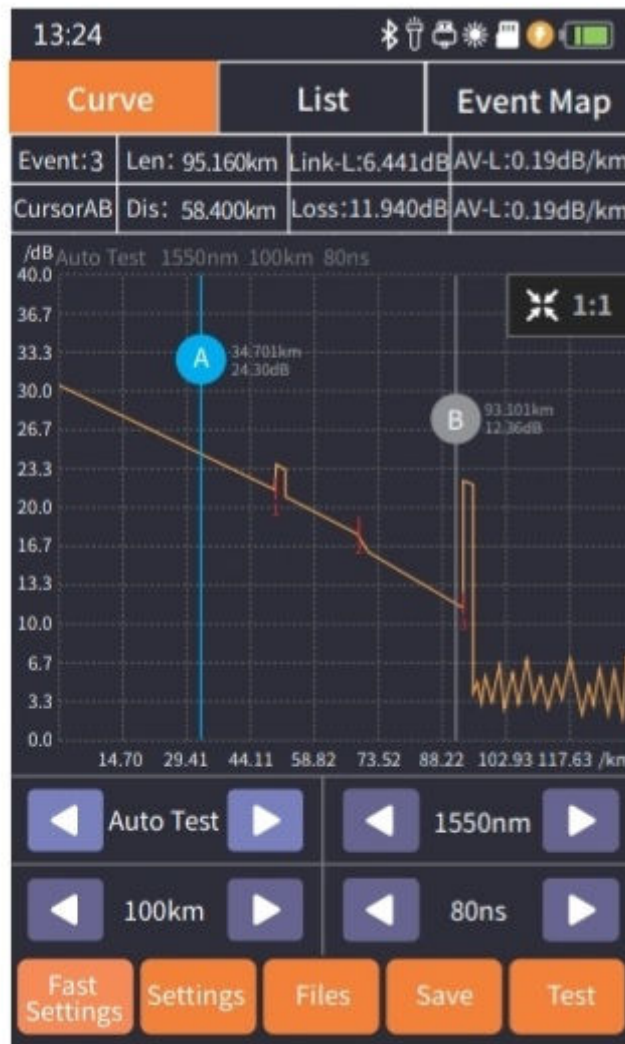 13:24
Curve List Event Map
Event:3 Len: 95.160km Link-L:6.441dB AV-L:0.19dB/km
CursorAB Dis: 58.400km Loss:11.940dB AV-L:0.19dB/km
/dB Auto Test 1550nm 100km 80ns
40.0
1:1
36.7
A 34.701km
24.30dB
33.3
30.0
B 93.101km
12.36dB
26.7
23.3
20.0
16.7
13.3
10.0
6.7
3.3
0.0
14.70 29.41 44.11 58.82 73.52 88.22 102.93 117.63 /km
Auto Test 1550nm
100km 80ns
Fast Settings
Settings
Files
Save
Test